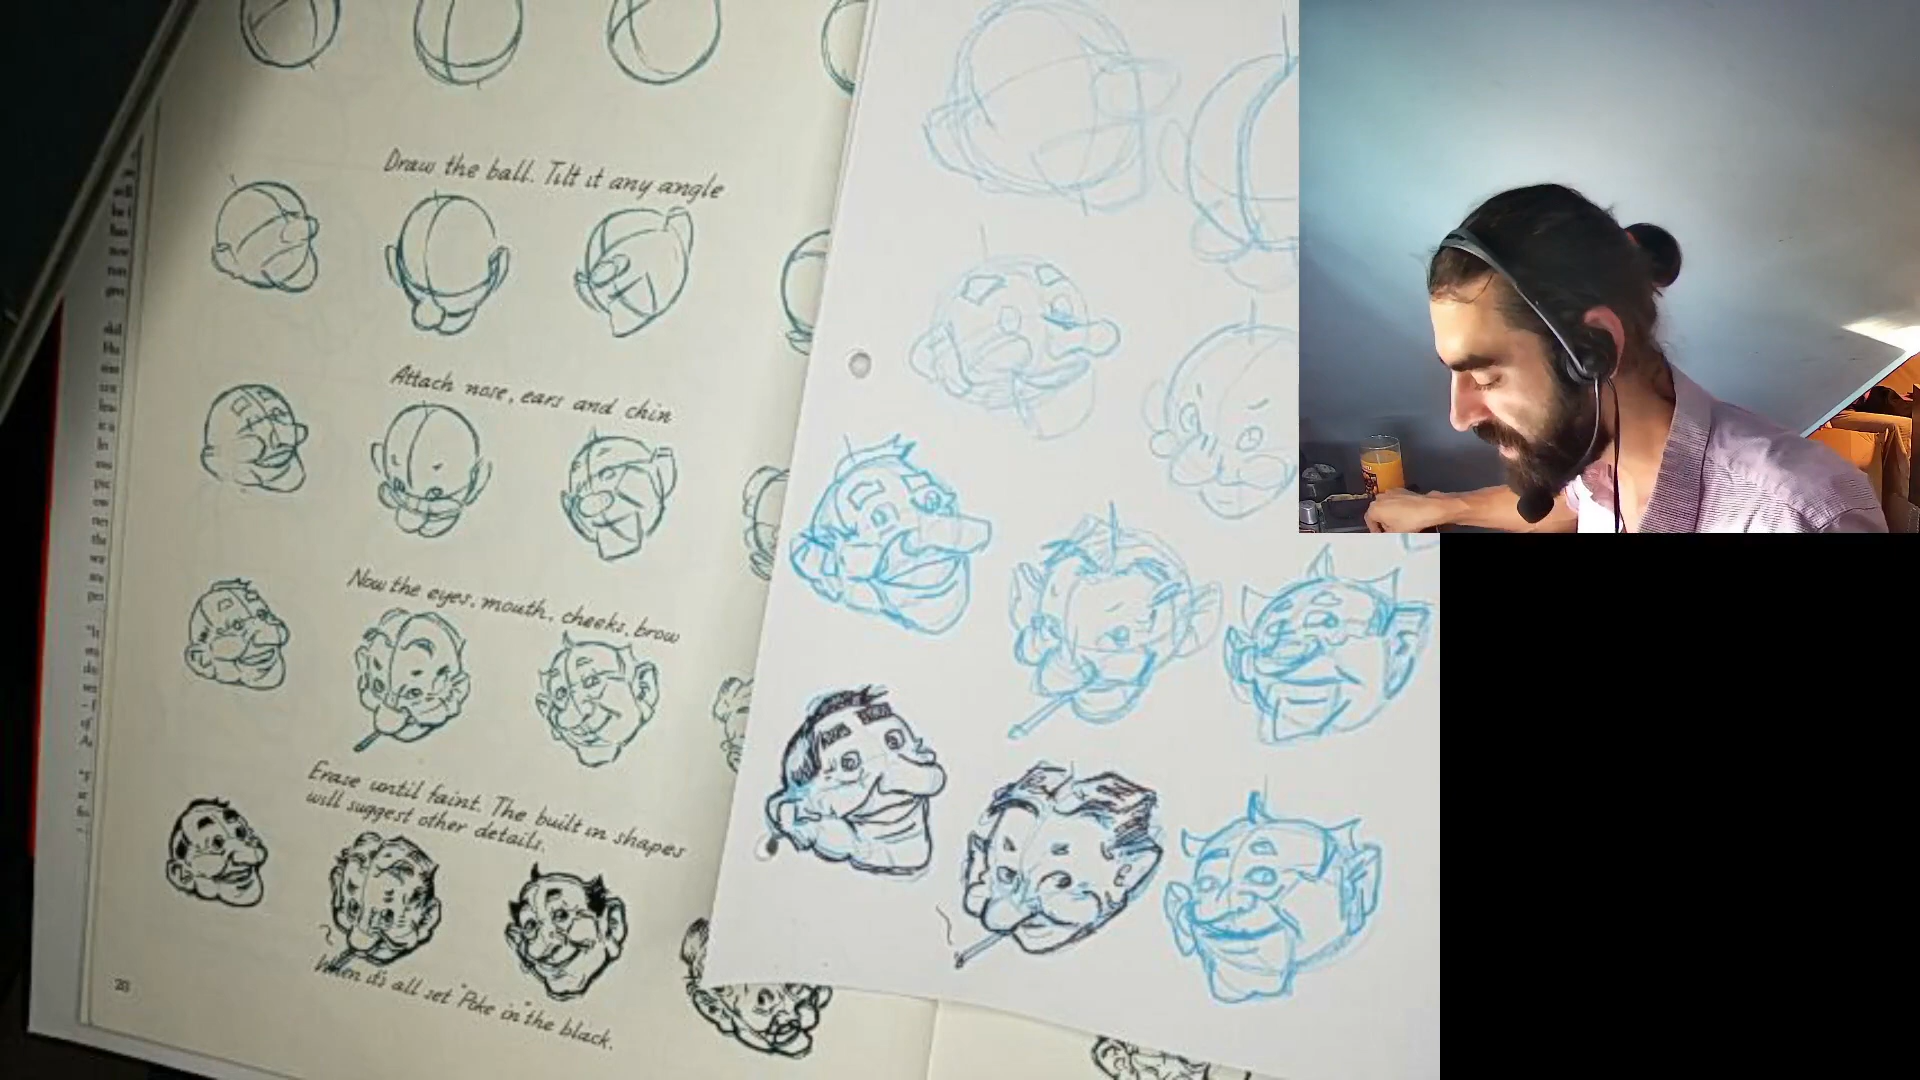 Draw the ball. Tilt it any angle
Attach nose, ears and chin
Now the eyes, mouth, cheeks, brow
Erase until faint. The built in shapes
will suggest other details.
When it's all set "Poke in" the black.
28